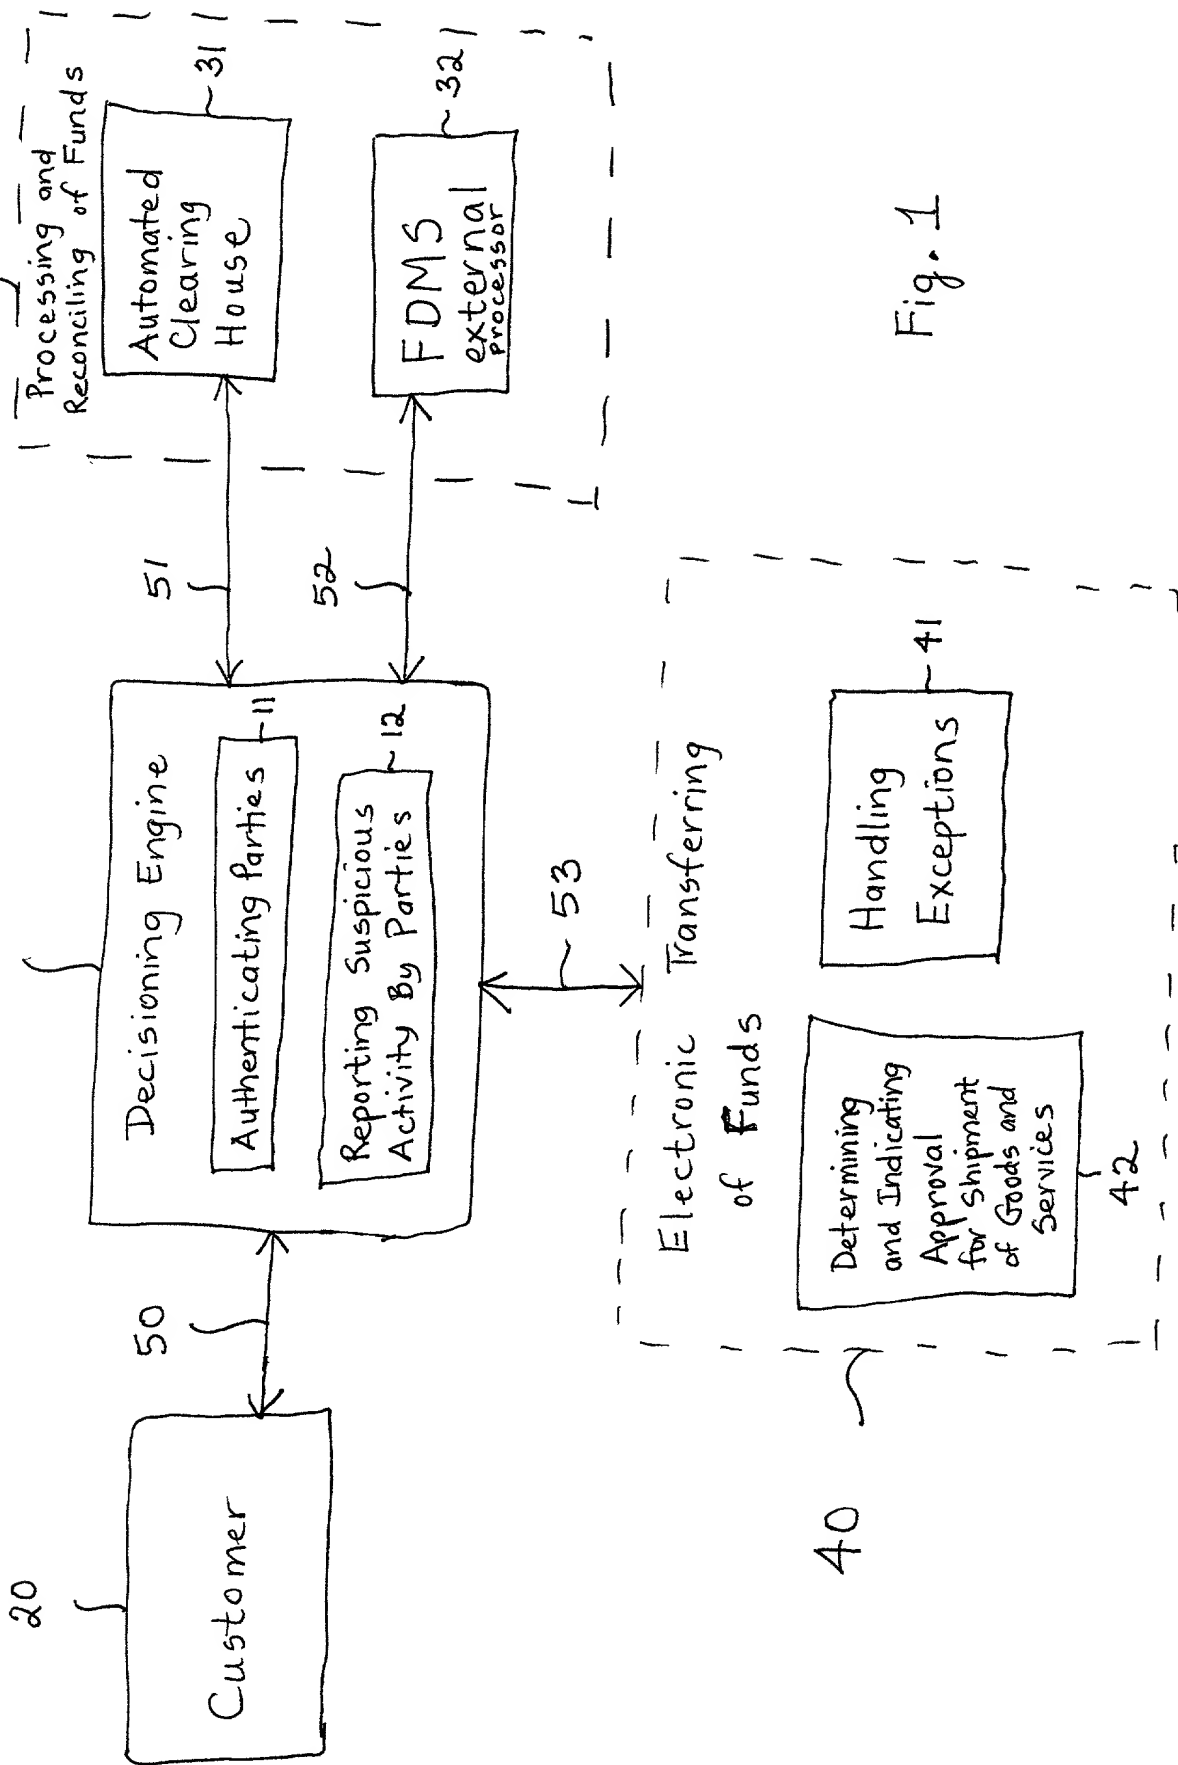 20
Customer
50
Decisioning Engine
Authenticating Parties
11
Reporting Suspicious
Activity By Parties
12
51
52
53
Processing and
Reconciling of Funds
Automated
Clearing
House
31
FDMS
external
processor
32
40
Electronic Transferring
of Funds
Determining
and Indicating
Approval
for Shipment
of Goods and
Services
42
Handling
Exceptions
41
Fig. 1